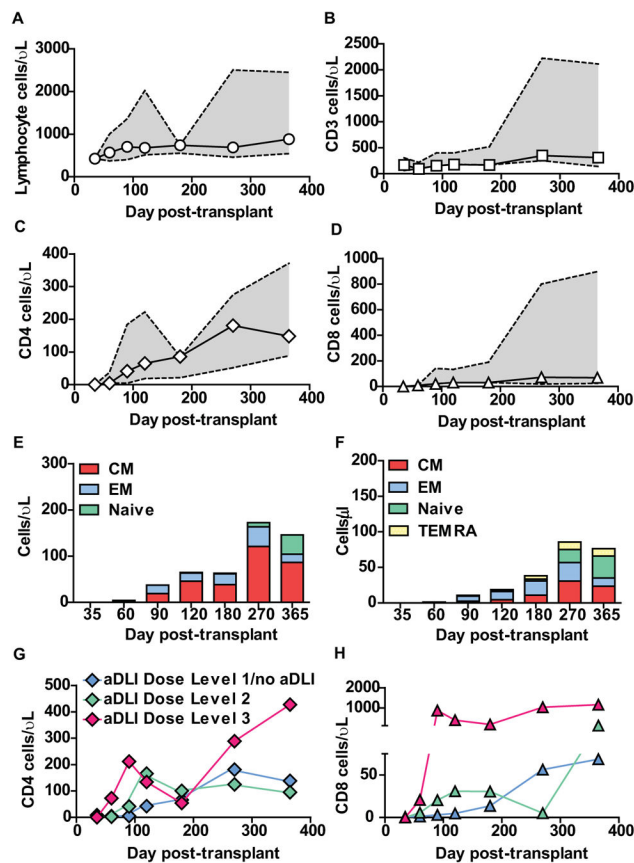 A
B
Lymphocyte cells/υL
3000
2000
1000
0
0 100 200 300 400
Day post-transplant
CD3 cells/υL
2500
2000
1500
1000
500
0
0 100 200 300 400
Day post-transplant
C
D
CD4 cells/υL
400
300
200
100
0
0 100 200 300 400
Day post-transplant
CD8 cells/υL
1000
800
600
400
200
0
0 100 200 300 400
Day post-transplant
E
F
Cells/υL
300
200
100
0
CM
EM
Naive
35 60 90 120 180 270 365
Day post-transplant
Cells/µl
200
150
100
50
0
CM
EM
Naive
TEMRA
35 60 90 120 180 270 365
Day post-transplant
G
H
CD4 cells/υL
500
400
300
200
100
0
aDLI Dose Level 1/no aDLI
aDLI Dose Level 2
aDLI Dose Level 3
0 100 200 300 400
Day post-transplant
CD8 cells/υL
1000
50
0
0 100 200 300 400
Day post-transplant